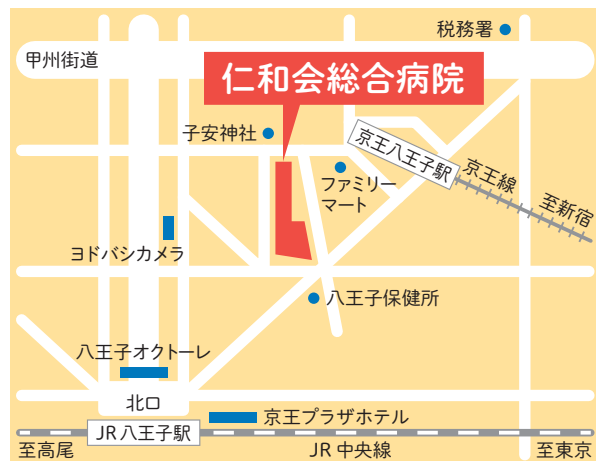 税務署
甲州街道
仁和会総合病院
子安神社
京王八王子駅
京王線
至新宿
ファミリー
マート
ヨドバシカメラ
八王子保健所
八王子オクトーレ
北口
京王プラザホテル
JR八王子駅
至高尾
JR中央線
至東京